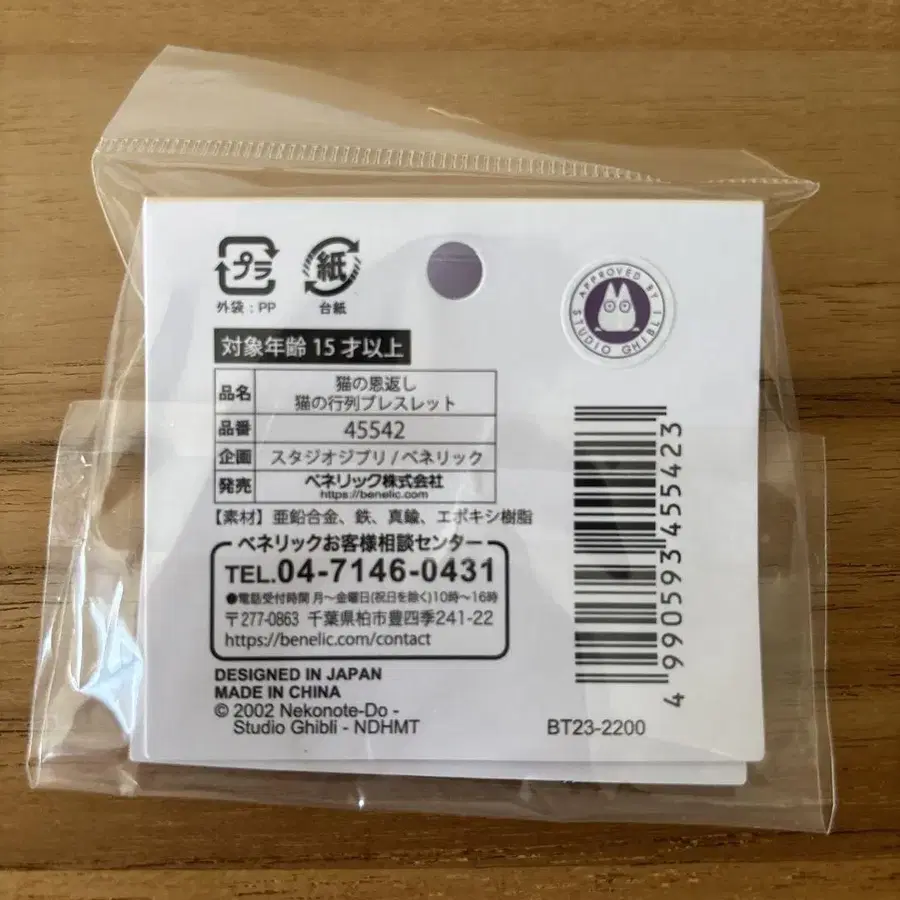 プラ
外袋：PP
紙
台紙
APPROVED BY
STUDIO GHIBLI
対象年齢 15 才以上
品名 猫の恩返し
猫の行列ブレスレット
品番 45542
企画 スタジオジブリ / ベネリック
発売 ベネリック株式会社
https://benelic.com
【素材】亜鉛合金、鉄、真鍮、エポキシ樹脂
ベネリックお客様相談センター
TEL.04-7146-0431
●電話受付時間 月～金曜日(祝日を除く)10時～16時
〒277-0863 千葉県柏市豊四季241-22
https://benelic.com/contact
DESIGNED IN JAPAN
MADE IN CHINA
© 2002 Nekonote-Do -
Studio Ghibli - NDHMT
4 990593 455423
BT23-2200